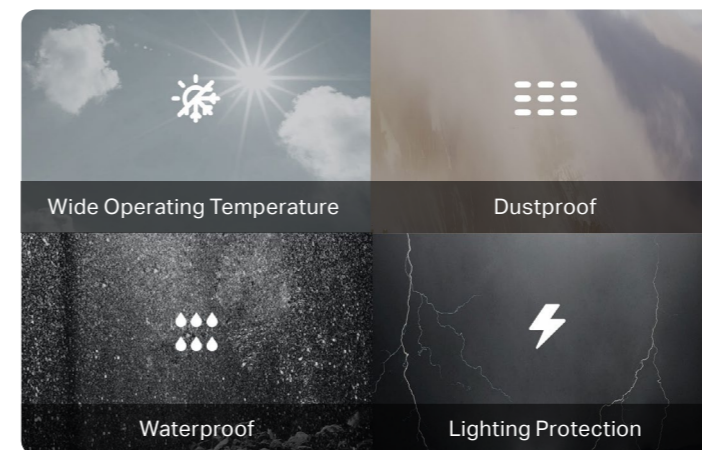 Wide Operating Temperature
Dustproof
Waterproof
Lighting Protection